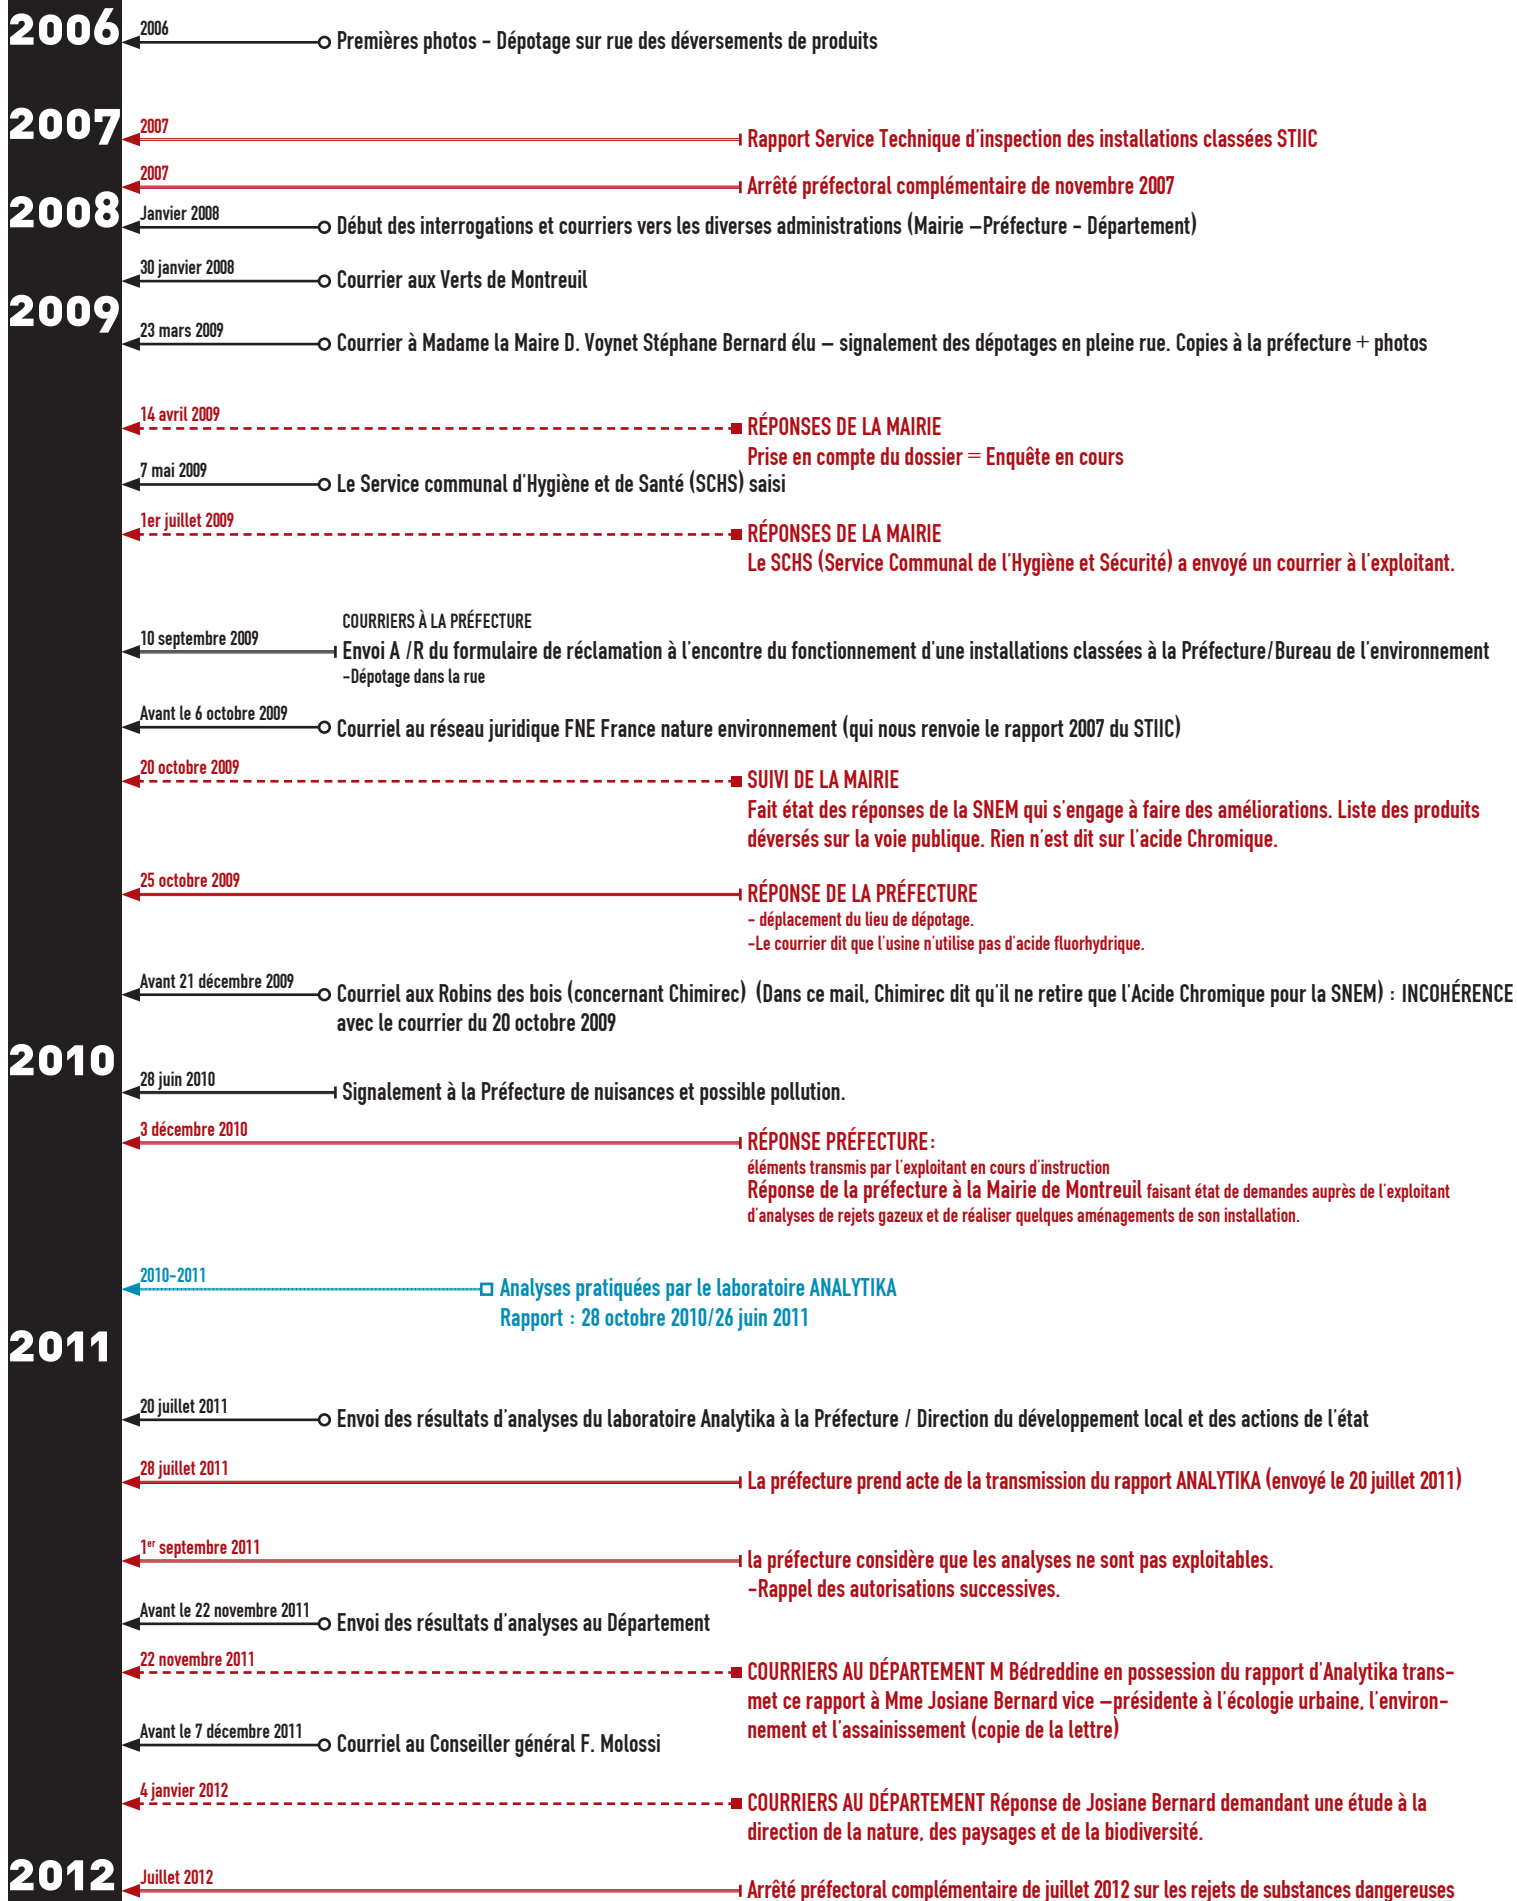 2006
2006
Premières photos - Dépotage sur rue des déversements de produits
2007
2007
Rapport Service Technique d'inspection des installations classées STIIC
2007
Arrêté préfectoral complémentaire de novembre 2007
2008
Janvier 2008
Début des interrogations et courriers vers les diverses administrations (Mairie –Préfecture - Département)
30 janvier 2008
Courrier aux Verts de Montreuil
2009
23 mars 2009
Courrier à Madame la Maire D. Voynet Stéphane Bernard élu – signalement des dépotages en pleine rue. Copies à la préfecture + photos
14 avril 2009
RÉPONSES DE LA MAIRIE
Prise en compte du dossier = Enquête en cours
7 mai 2009
Le Service communal d'Hygiène et de Santé (SCHS) saisi
1er juillet 2009
RÉPONSES DE LA MAIRIE
Le SCHS (Service Communal de l'Hygiène et Sécurité) a envoyé un courrier à l'exploitant.
COURRIERS À LA PRÉFECTURE
10 septembre 2009
Envoi A /R du formulaire de réclamation à l'encontre du fonctionnement d'une installations classées à la Préfecture/Bureau de l'environnement
-Dépotage dans la rue
Avant le 6 octobre 2009
Courriel au réseau juridique FNE France nature environnement (qui nous renvoie le rapport 2007 du STIIC)
20 octobre 2009
SUIVI DE LA MAIRIE
Fait état des réponses de la SNEM qui s'engage à faire des améliorations. Liste des produits
déversés sur la voie publique. Rien n'est dit sur l'acide Chromique.
25 octobre 2009
RÉPONSE DE LA PRÉFECTURE
- déplacement du lieu de dépotage.
-Le courrier dit que l'usine n'utilise pas d'acide fluorhydrique.
Avant 21 décembre 2009
Courriel aux Robins des bois (concernant Chimirec) (Dans ce mail, Chimirec dit qu'il ne retire que l'Acide Chromique pour la SNEM) : INCOHÉRENCE
avec le courrier du 20 octobre 2009
2010
28 juin 2010
Signalement à la Préfecture de nuisances et possible pollution.
3 décembre 2010
RÉPONSE PRÉFECTURE:
éléments transmis par l'exploitant en cours d'instruction
Réponse de la préfecture à la Mairie de Montreuil faisant état de demandes auprès de l'exploitant
d'analyses de rejets gazeux et de réaliser quelques aménagements de son installation.
2010-2011
Analyses pratiquées par le laboratoire ANALYTIKA
Rapport : 28 octobre 2010/26 juin 2011
2011
20 juillet 2011
Envoi des résultats d'analyses du laboratoire Analytika à la Préfecture / Direction du développement local et des actions de l'état
28 juillet 2011
La préfecture prend acte de la transmission du rapport ANALYTIKA (envoyé le 20 juillet 2011)
1er septembre 2011
la préfecture considère que les analyses ne sont pas exploitables.
-Rappel des autorisations successives.
Avant le 22 novembre 2011
Envoi des résultats d'analyses au Département
22 novembre 2011
COURRIERS AU DÉPARTEMENT M Bédreddine en possession du rapport d'Analytika trans-
met ce rapport à Mme Josiane Bernard vice –présidente à l'écologie urbaine, l'environ-
nement et l'assainissement (copie de la lettre)
Avant le 7 décembre 2011
Courriel au Conseiller général F. Molossi
4 janvier 2012
COURRIERS AU DÉPARTEMENT Réponse de Josiane Bernard demandant une étude à la
direction de la nature, des paysages et de la biodiversité.
2012
Juillet 2012
Arrêté préfectoral complémentaire de juillet 2012 sur les rejets de substances dangereuses